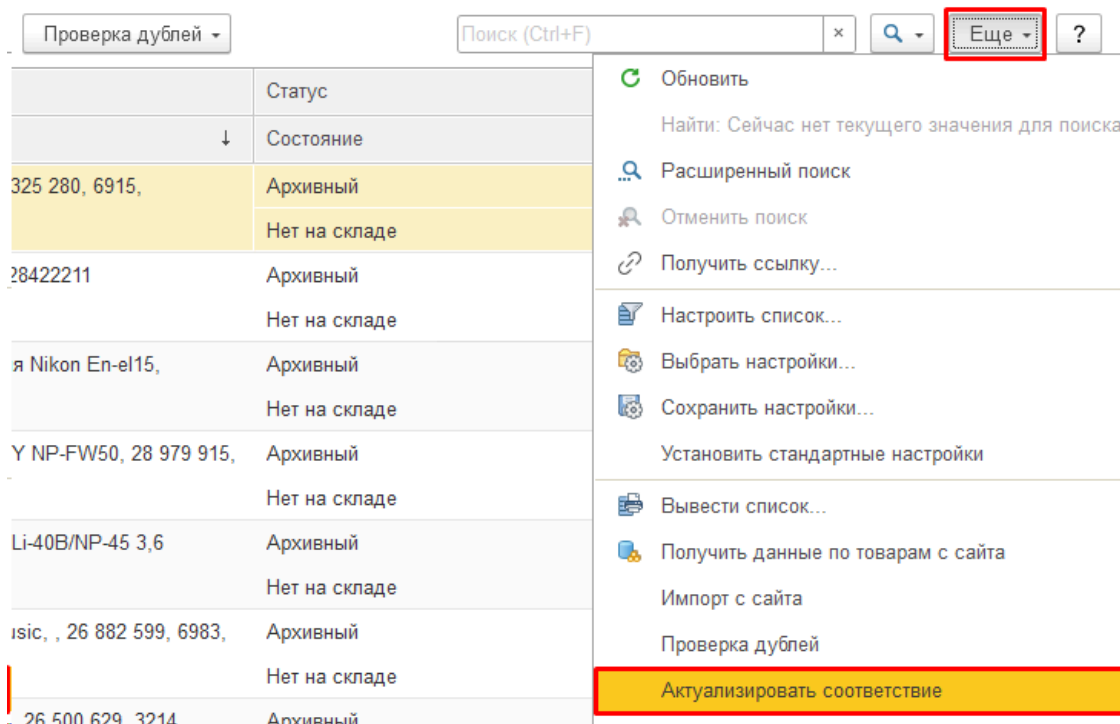 Проверка дублей
Поиск (Ctrl+F)
×
Еще
?
Статус
↓
Состояние
325 280, 6915,
Архивный
Нет на складе
28422211
Архивный
Нет на складе
я Nikon En-el15,
Архивный
Нет на складе
Y NP-FW50, 28 979 915,
Архивный
Нет на складе
Li-40B/NP-45 3,6
Архивный
Нет на складе
usic, , 26 882 599, 6983,
Архивный
Нет на складе
, 26 500 629, 3214
Архивный
Обновить
Найти: Сейчас нет текущего значения для поиска
Расширенный поиск
Отменить поиск
Получить ссылку...
Настроить список...
Выбрать настройки...
Сохранить настройки...
Установить стандартные настройки
Вывести список...
Получить данные по товарам с сайта
Импорт с сайта
Проверка дублей
Актуализировать соответствие